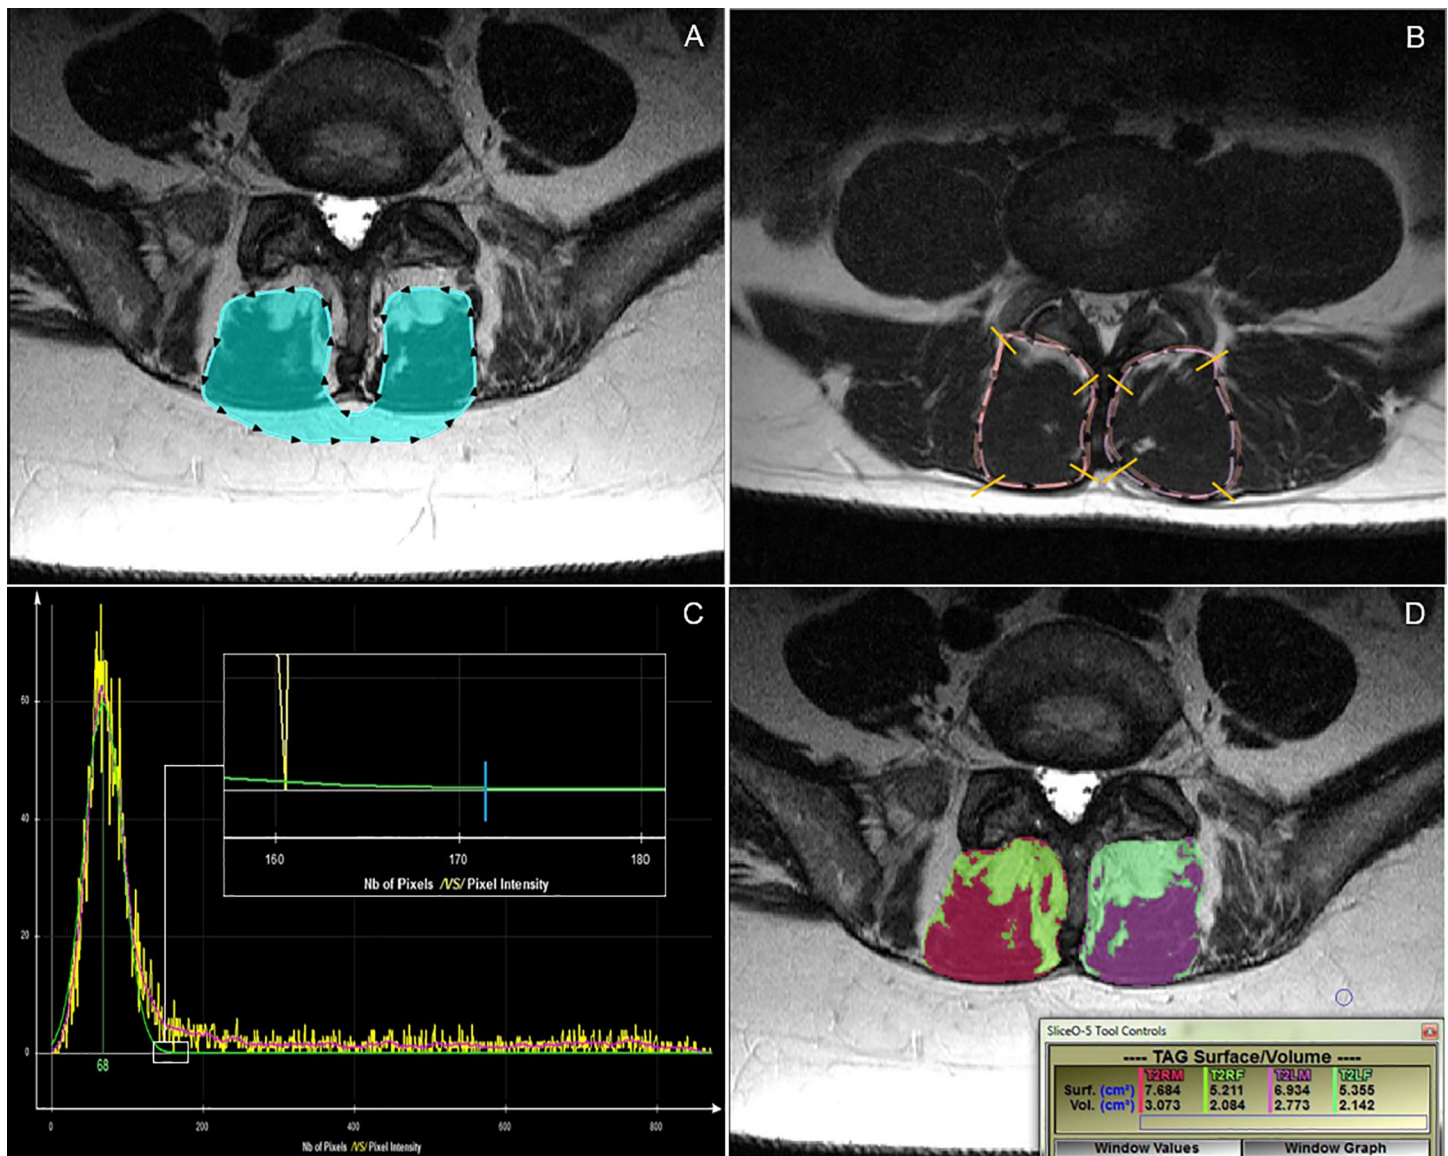 A
B
C
60
40
20
0
68
160
170
180
Nb of Pixels /VS/ Pixel Intensity
0
200
400
600
800
Nb of Pixels /VS/ Pixel Intensity
D
SliceO-5 Tool Controls
---- TAG Surface/Volume ----
T2RM T2RF T2LM T2LF
Surf. (cm²) 7.684 5.211 6.934 5.355
Vol. (cm³) 3.073 2.084 2.773 2.142
Window Values Window Graph